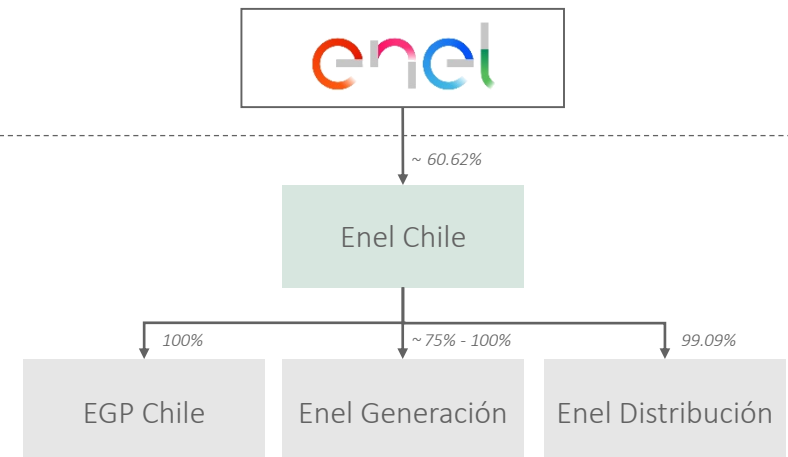 enel
~ 60.62%
Enel Chile
100%
~75% - 100%
99.09%
EGP Chile
Enel Generación
Enel Distribución